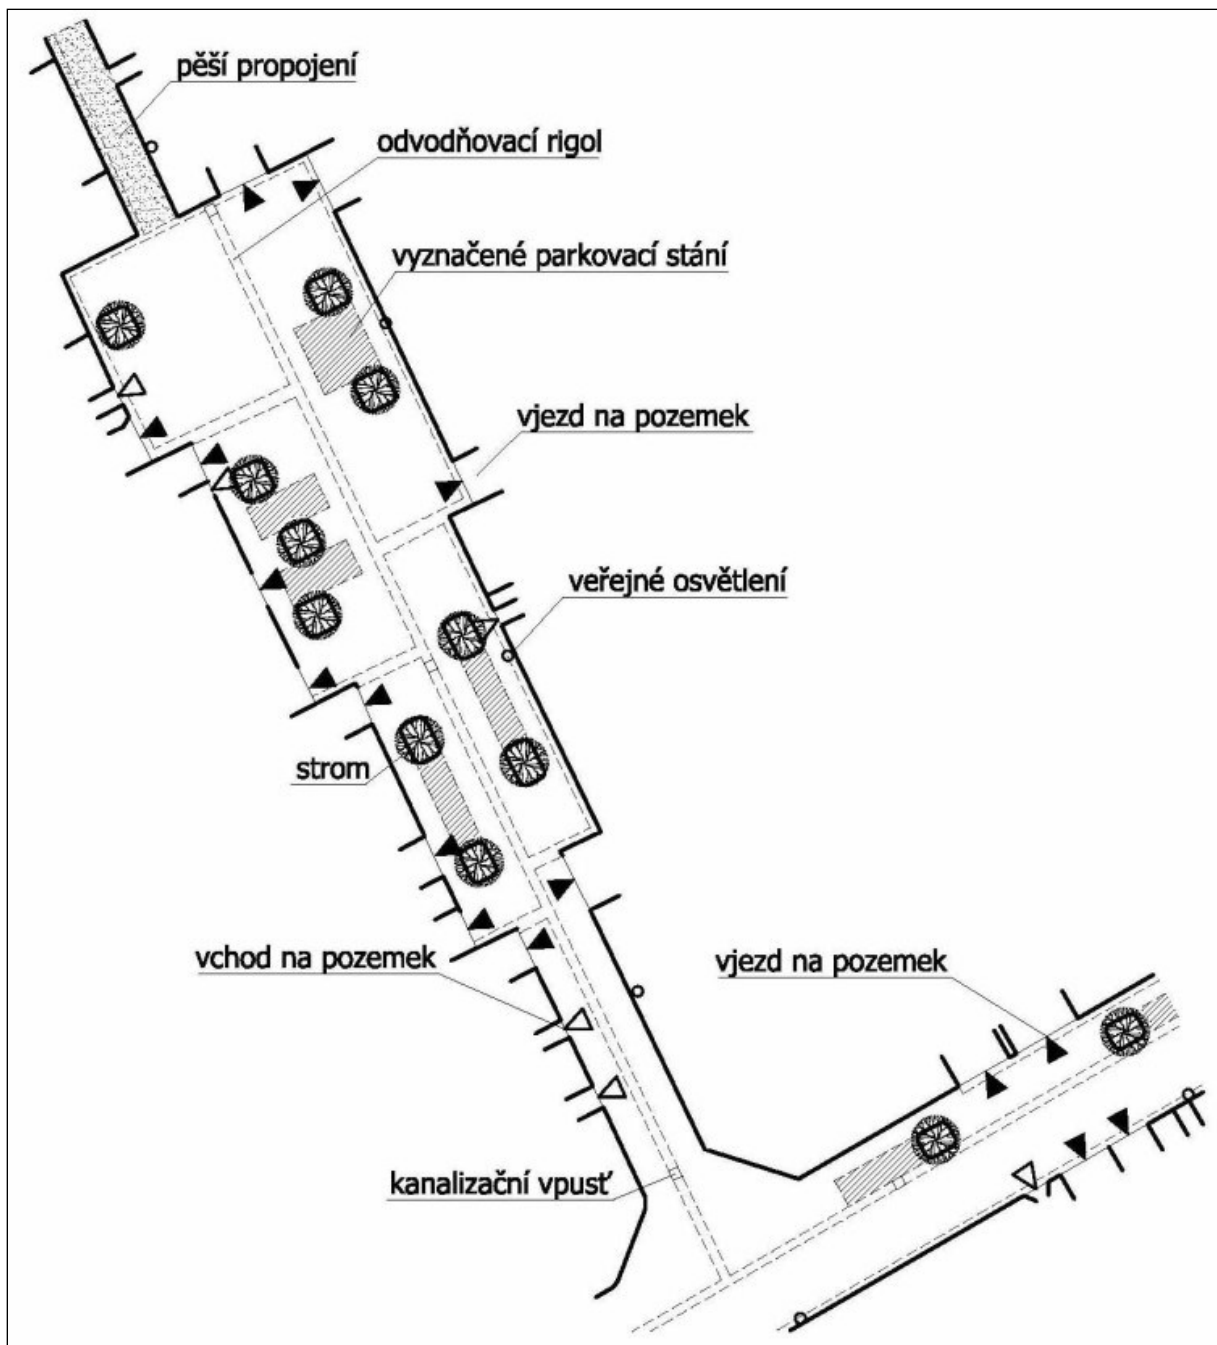 pěší propojení
odvodňovací rigol
vyznačené parkovací stání
vjezd na pozemek
veřejné osvětlení
strom
vchod na pozemek
vjezd na pozemek
kanalizační vpusť